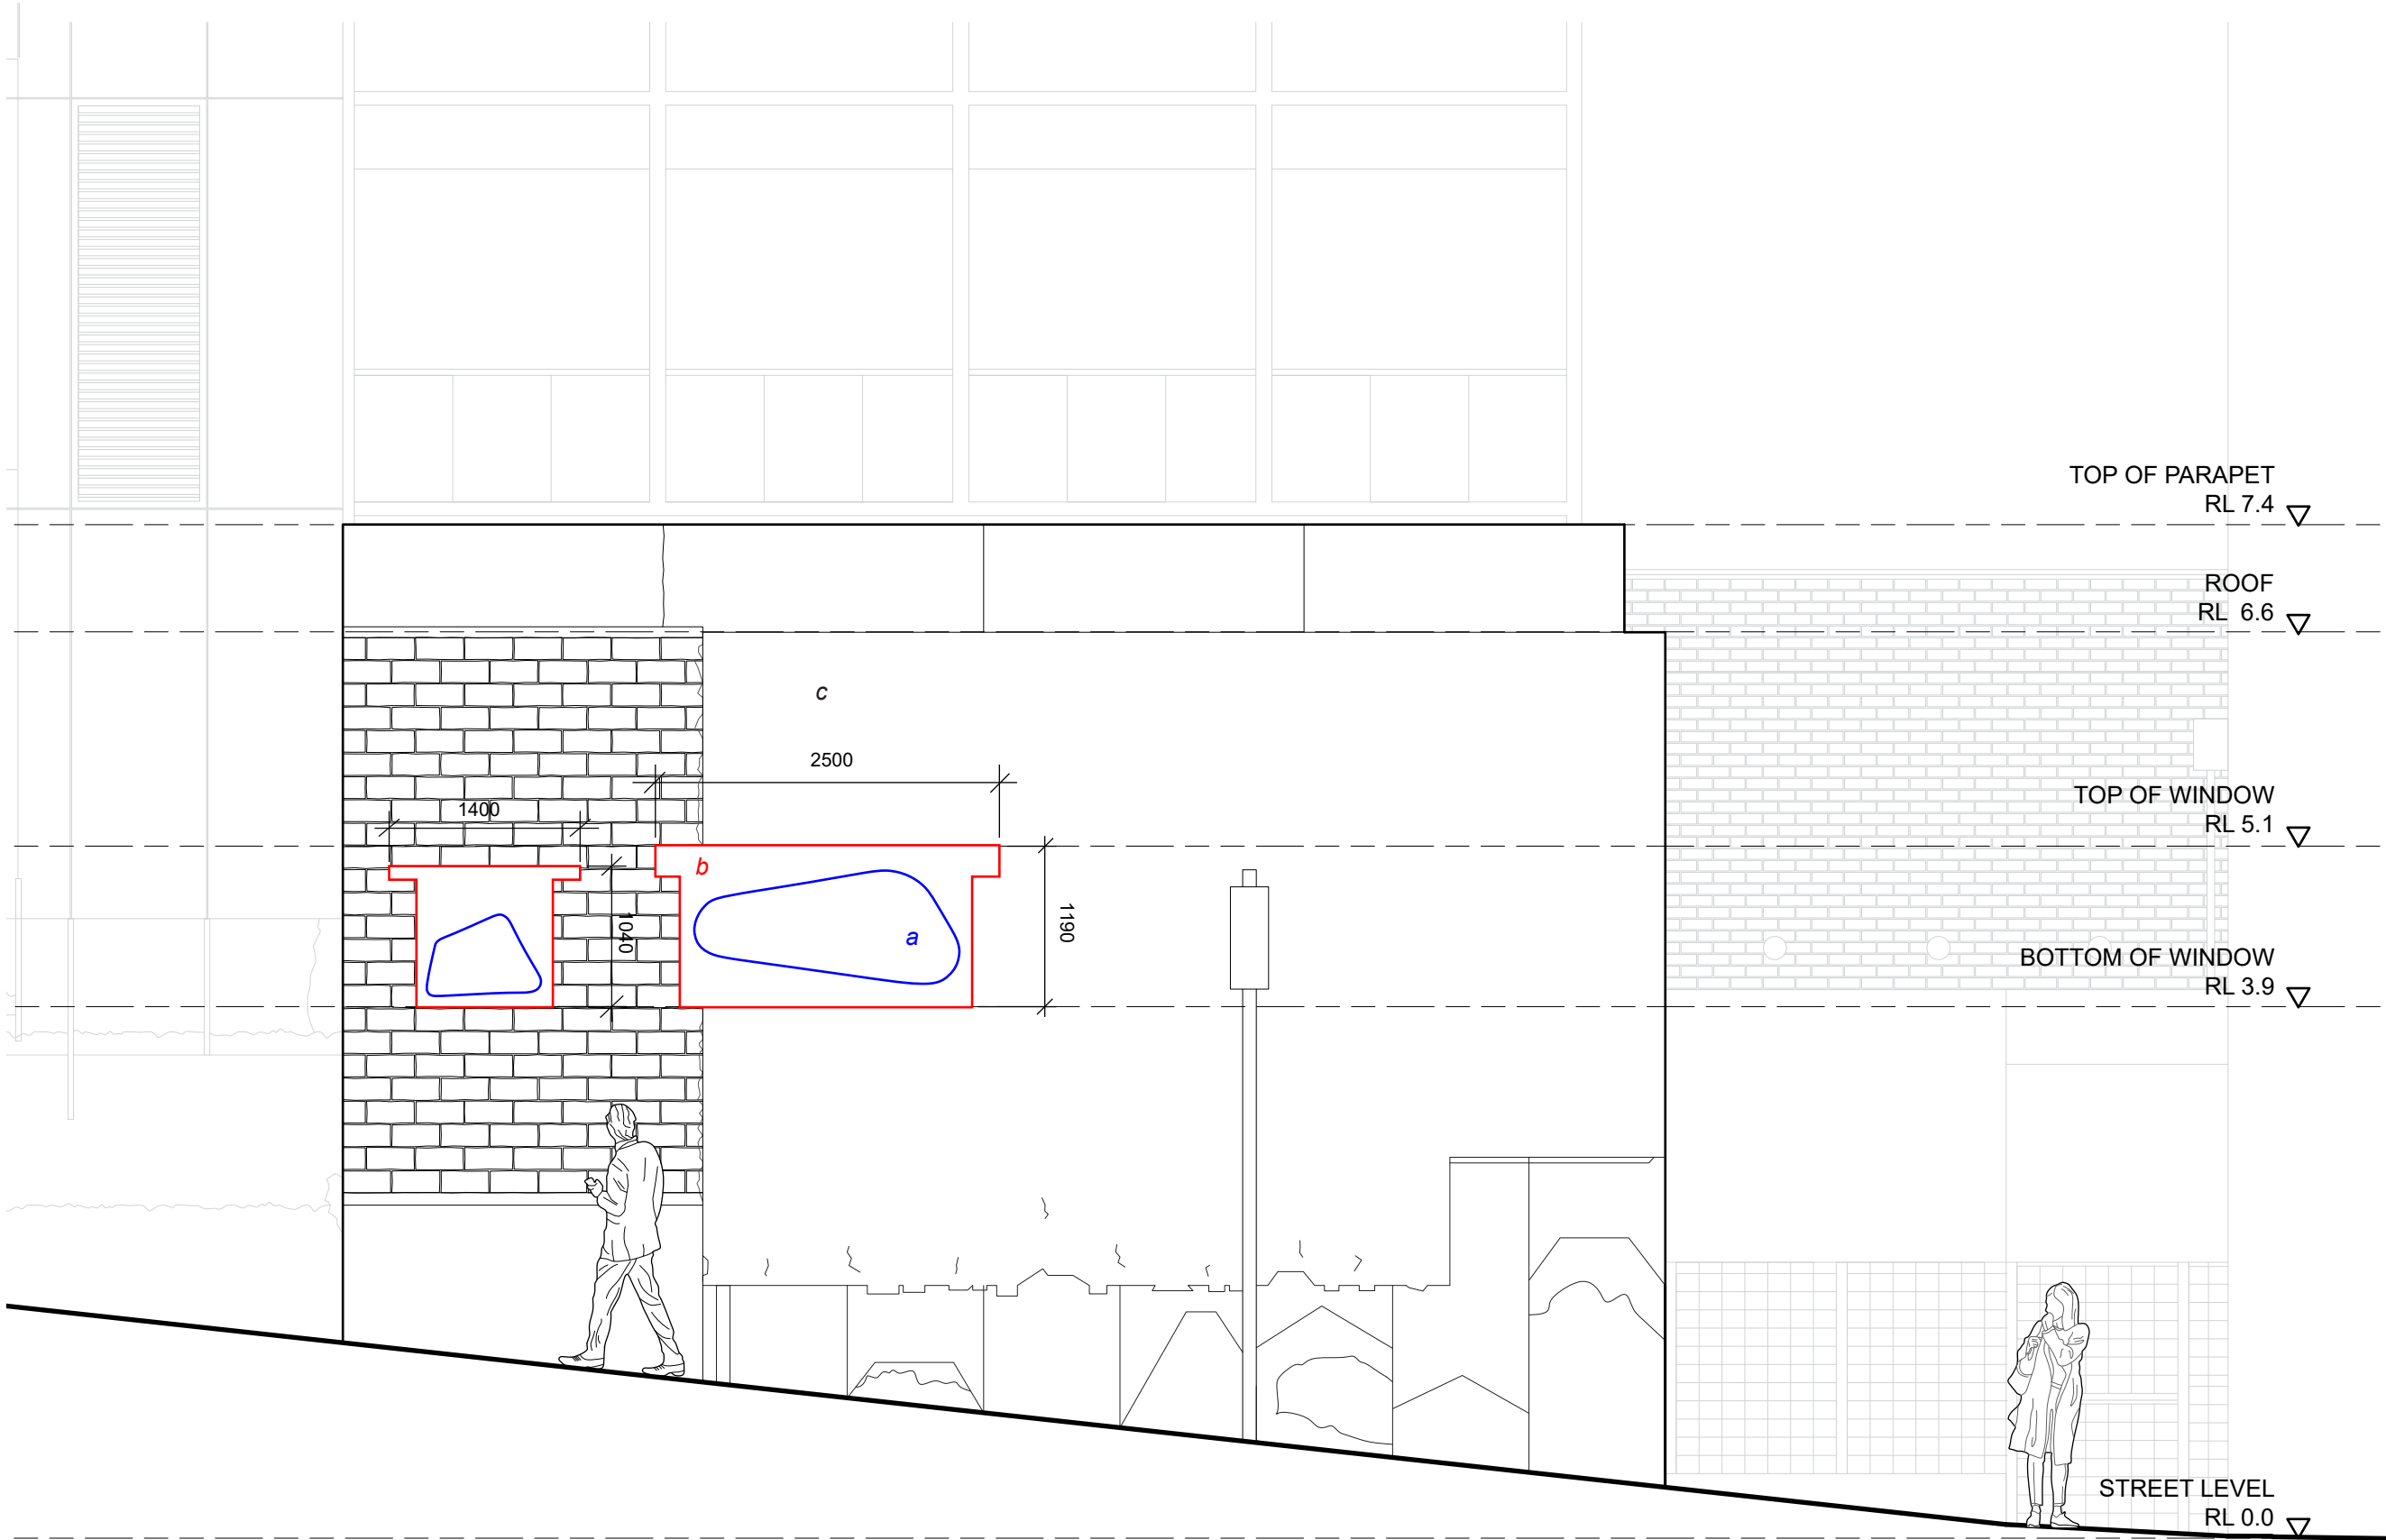 TOP OF PARAPET
RL 7.4
ROOF
RL 6.6
c
2500
1400
TOP OF WINDOW
RL 5.1
b
1040
a
1190
BOTTOM OF WINDOW
RL 3.9
STREET LEVEL
RL 0.0